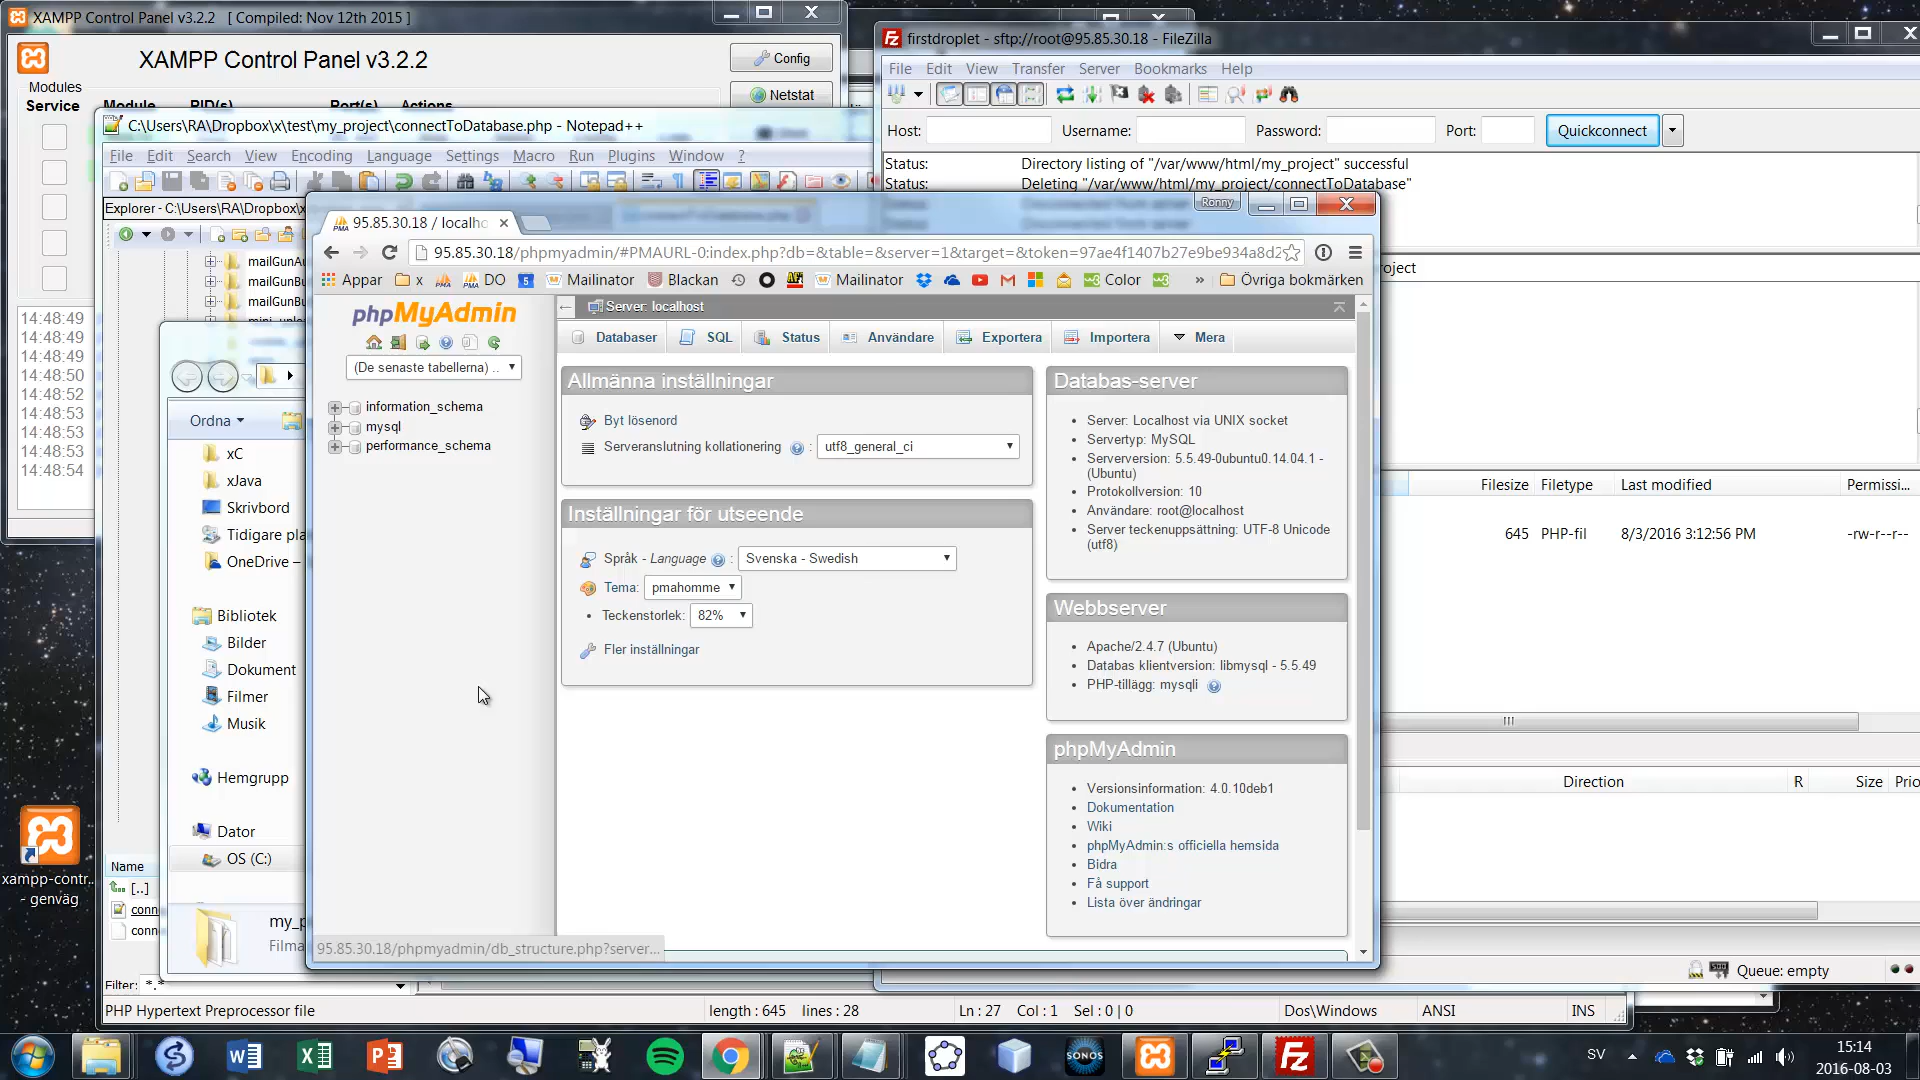 XAMPP Control Panel v3.2.2 [ Compiled: Nov 12th 2015 ]
XAMPP Control Panel v3.2.2
Config
Netstat
Modules
Service
Module
PID(s)
Port(s)
Actions
14:48:49
14:48:49
14:48:49
14:48:50
14:48:52
14:48:53
14:48:53
14:48:53
14:48:54
C:\Users\RA\Dropbox\x\test\my_project\connectToDatabase.php - Notepad++
File Edit Search View Encoding Language Settings Macro Run Plugins Window ?
Explorer - C:\Users\RA\Dropbox\x
mailGunAu
mailGunBu
mailGunBu
firstdroplet - sftp://root@95.85.30.18 - FileZilla
File Edit View Transfer Server Bookmarks Help
Host: Username: Password: Port: Quickconnect
Status: Directory listing of "/var/www/html/my_project" successful
Status: Deleting "/var/www/html/my_project/connectToDatabase"
Ronny
95.85.30.18 / localho
95.85.30.18/phpmyadmin/#PMAURL-0:index.php?db=&table=&server=1&target=&token=97ae4f1407b27e9be934a8d2
Appar x DO Mailinator Blackan Mailinator Color » Övriga bokmärken
phpMyAdmin
(De senaste tabellerna) ..
information_schema
mysql
performance_schema
Server: localhost
Databaser SQL Status Användare Exportera Importera Mera
Allmänna inställningar
Byt lösenord
Serveranslutning kollationering : utf8_general_ci
Inställningar för utseende
Språk - Language : Svenska - Swedish
Tema: pmahomme
Teckenstorlek: 82%
Fler inställningar
Databas-server
Server: Localhost via UNIX socket
Servertyp: MySQL
Serverversion: 5.5.49-0ubuntu0.14.04.1 -
(Ubuntu)
Protokollversion: 10
Användare: root@localhost
Server teckenuppsättning: UTF-8 Unicode
(utf8)
Webbserver
Apache/2.4.7 (Ubuntu)
Databas klientversion: libmysql - 5.5.49
PHP-tillägg: mysqli
phpMyAdmin
Versionsinformation: 4.0.10deb1
Dokumentation
Wiki
phpMyAdmin:s officiella hemsida
Bidra
Få support
Lista över ändringar
95.85.30.18/phpmyadmin/db_structure.php?server...
oject
Filesize Filetype Last modified Permissi...
645 PHP-fil 8/3/2016 3:12:56 PM -rw-r--r--
Direction R Size Prio
Queue: empty
Ordna
xC
xJava
Skrivbord
Tidigare pla
OneDrive –
Bibliotek
Bilder
Dokument
Filmer
Musik
Hemgrupp
Dator
OS (C:)
my_p
Filma
Name
[..]
conn
conn
Filter: *.*
PHP Hypertext Preprocessor file length : 645 lines : 28 Ln : 27 Col : 1 Sel : 0 | 0 Dos\Windows ANSI INS
xampp-contr...
- genväg
SONOS
SV
15:14
2016-08-03